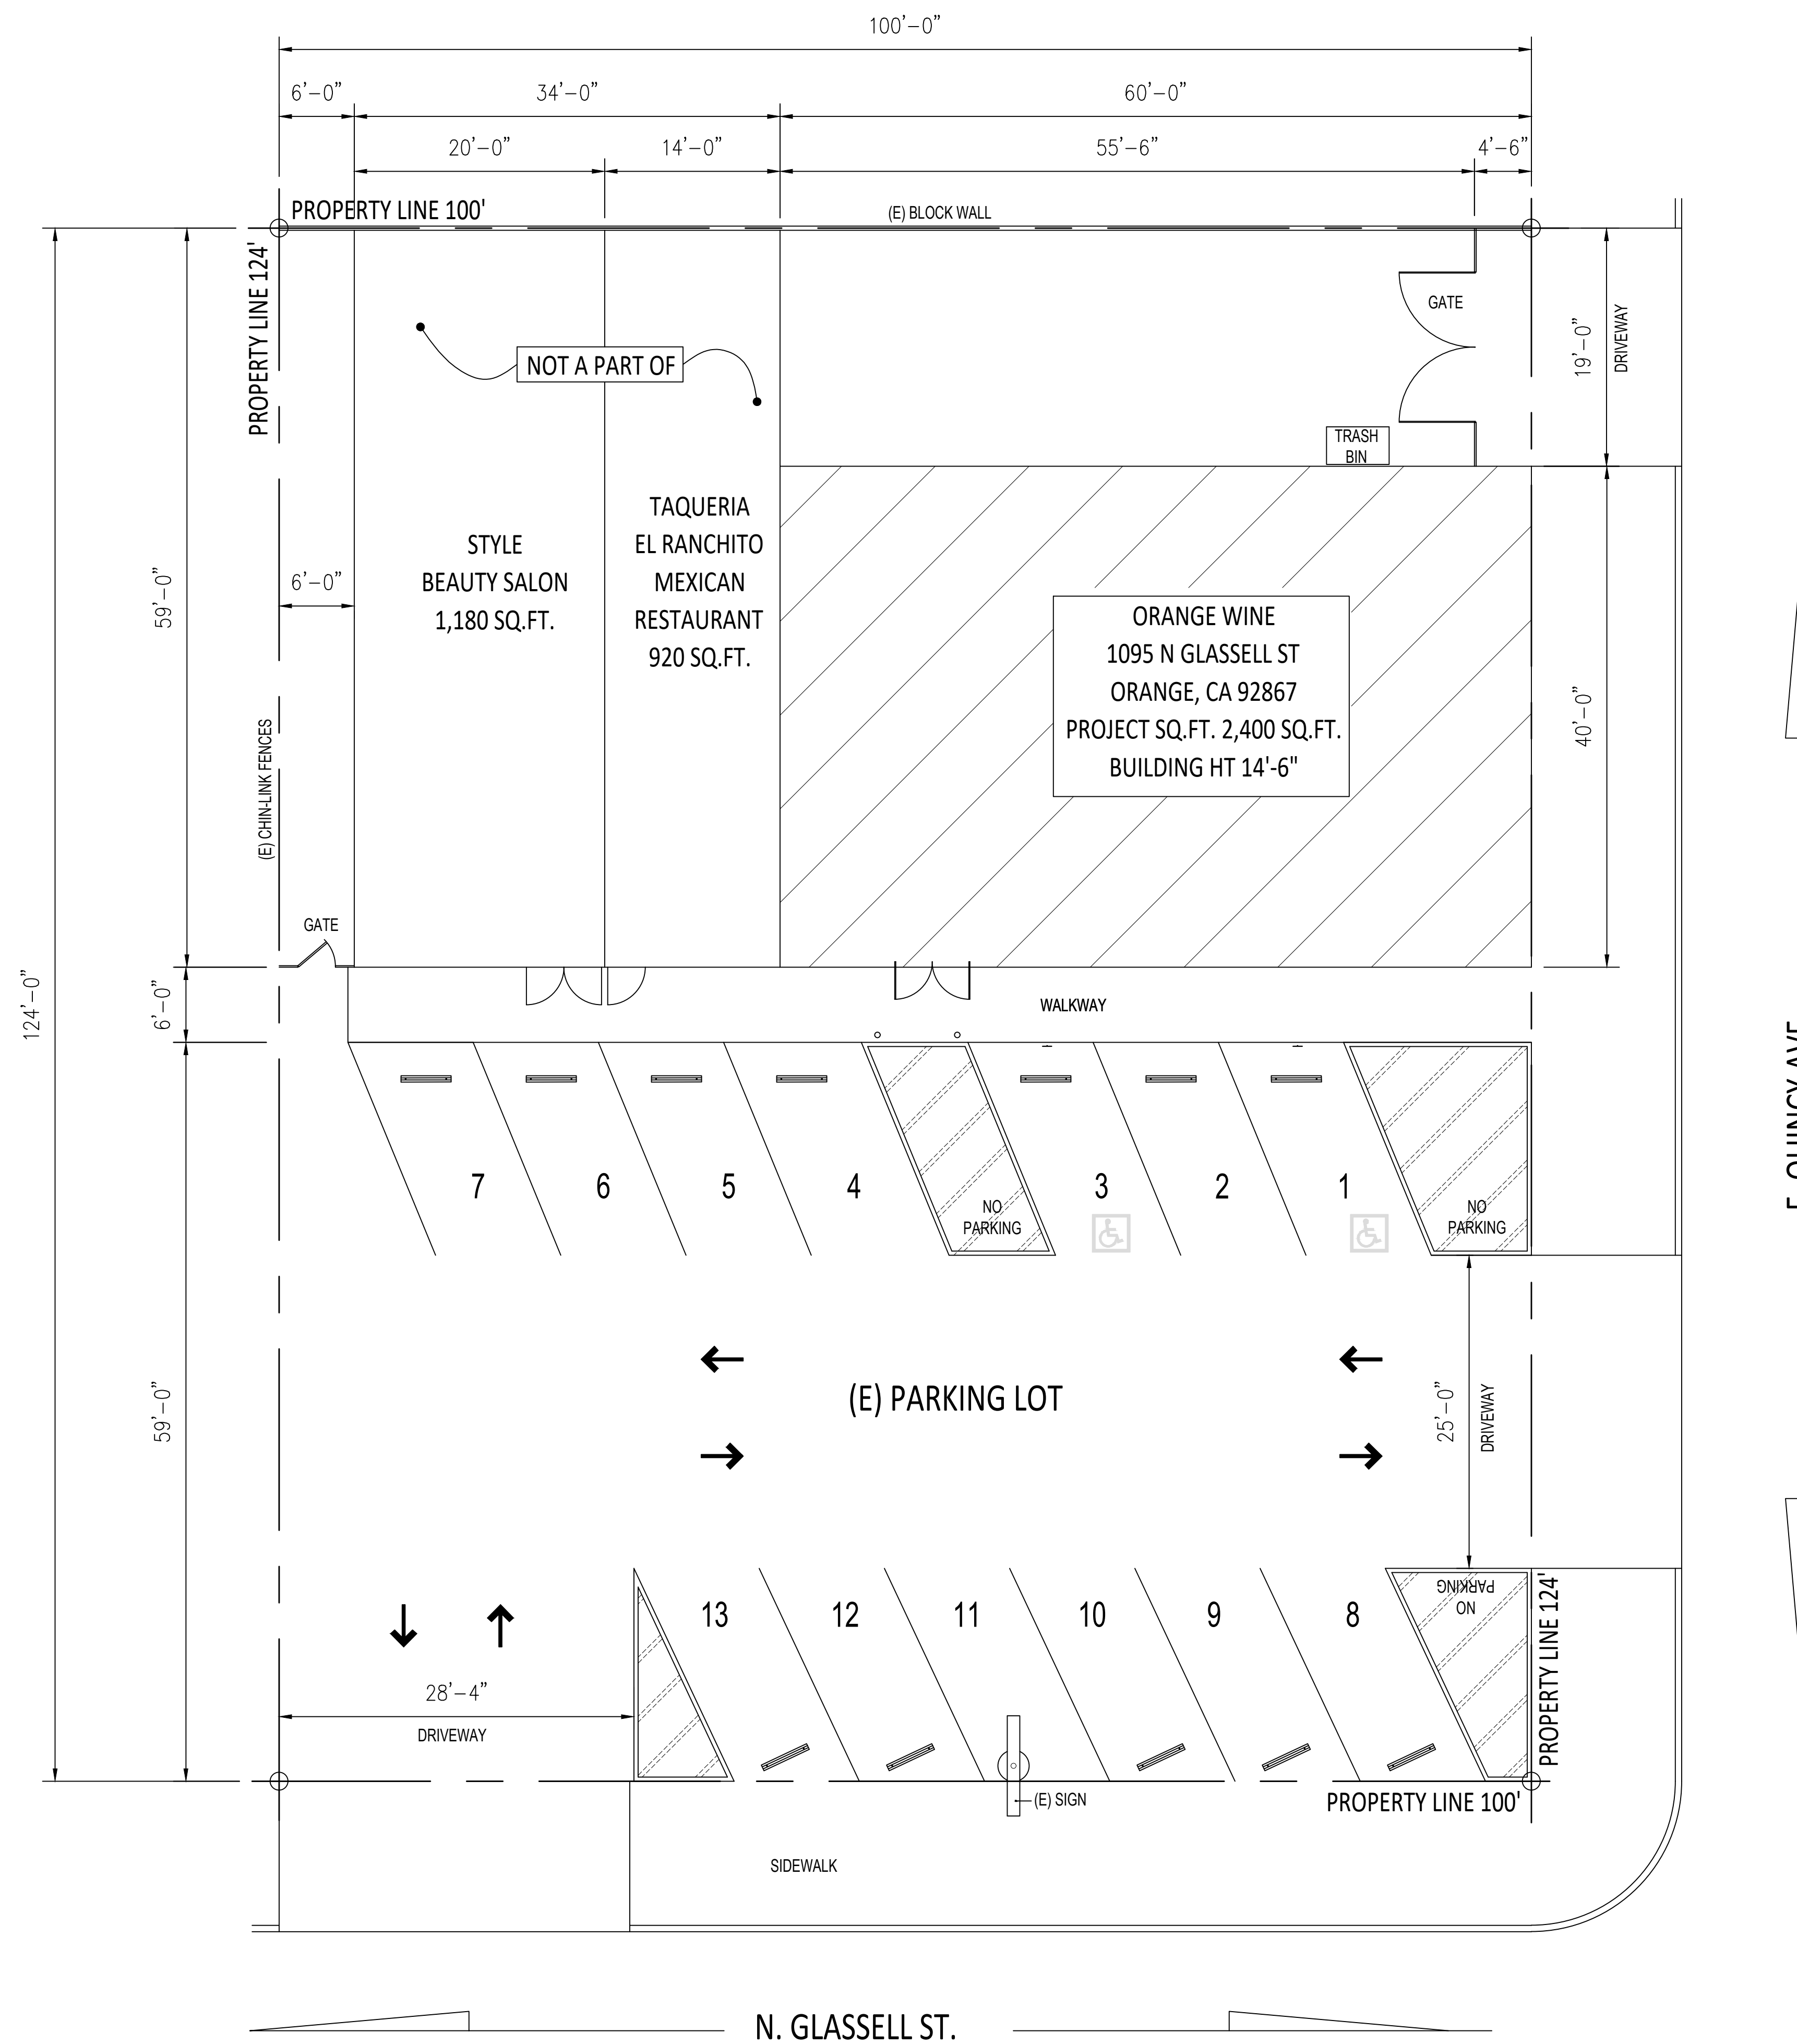 100’–0”
6’–0”
34’–0”
60’–0”
20’–0”
14’–0”
55’–6”
4’–6”
PROPERTY LINE 100'
(E) BLOCK WALL
PROPERTY LINE 124'
GATE
19’–0”
DRIVEWAY
NOT A PART OF
TRASH
BIN
TAQUERIA
EL RANCHITO
MEXICAN
RESTAURANT
920 SQ.FT.
STYLE
BEAUTY SALON
1,180 SQ.FT.
6’–0”
59’–0”
ORANGE WINE
1095 N GLASSELL ST
ORANGE, CA 92867
PROJECT SQ.FT. 2,400 SQ.FT.
BUILDING HT 14'-6"
40’–0”
(E) CHIN-LINK FENCES
GATE
124’–0”
6’–0”
WALKWAY
7
6
5
4
NO
PARKING
3
2
1
NO
PARKING
(E) PARKING LOT
25’–0”
DRIVEWAY
59’–0”
13
12
11
10
9
8
NO
PARKING
PROPERTY LINE 124'
28’–4”
DRIVEWAY
(E) SIGN
PROPERTY LINE 100'
SIDEWALK
N. GLASSELL ST.